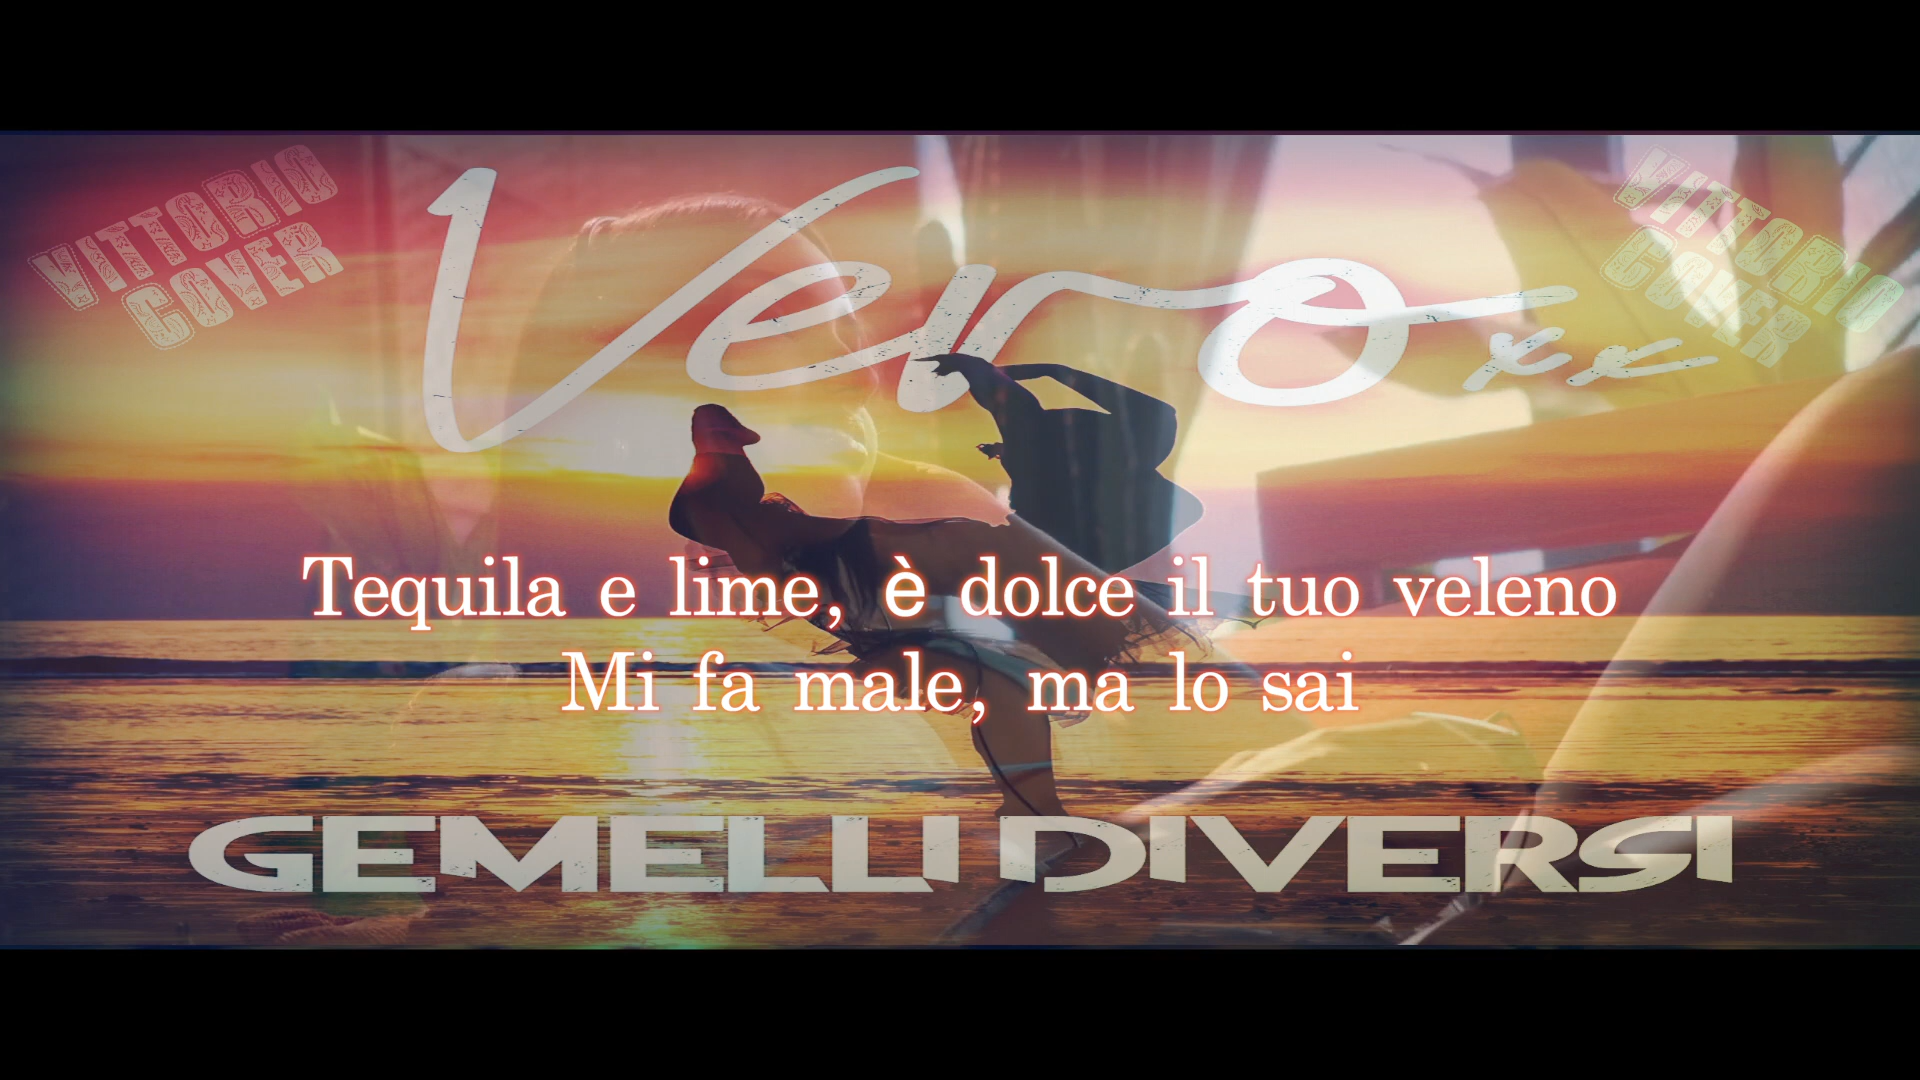 VITTORIO
COVER
Vero xx
VITTORIO
COVER
Tequila e lime, è dolce il tuo veleno
Mi fa male, ma lo sai
GEMELLI DIVERSI